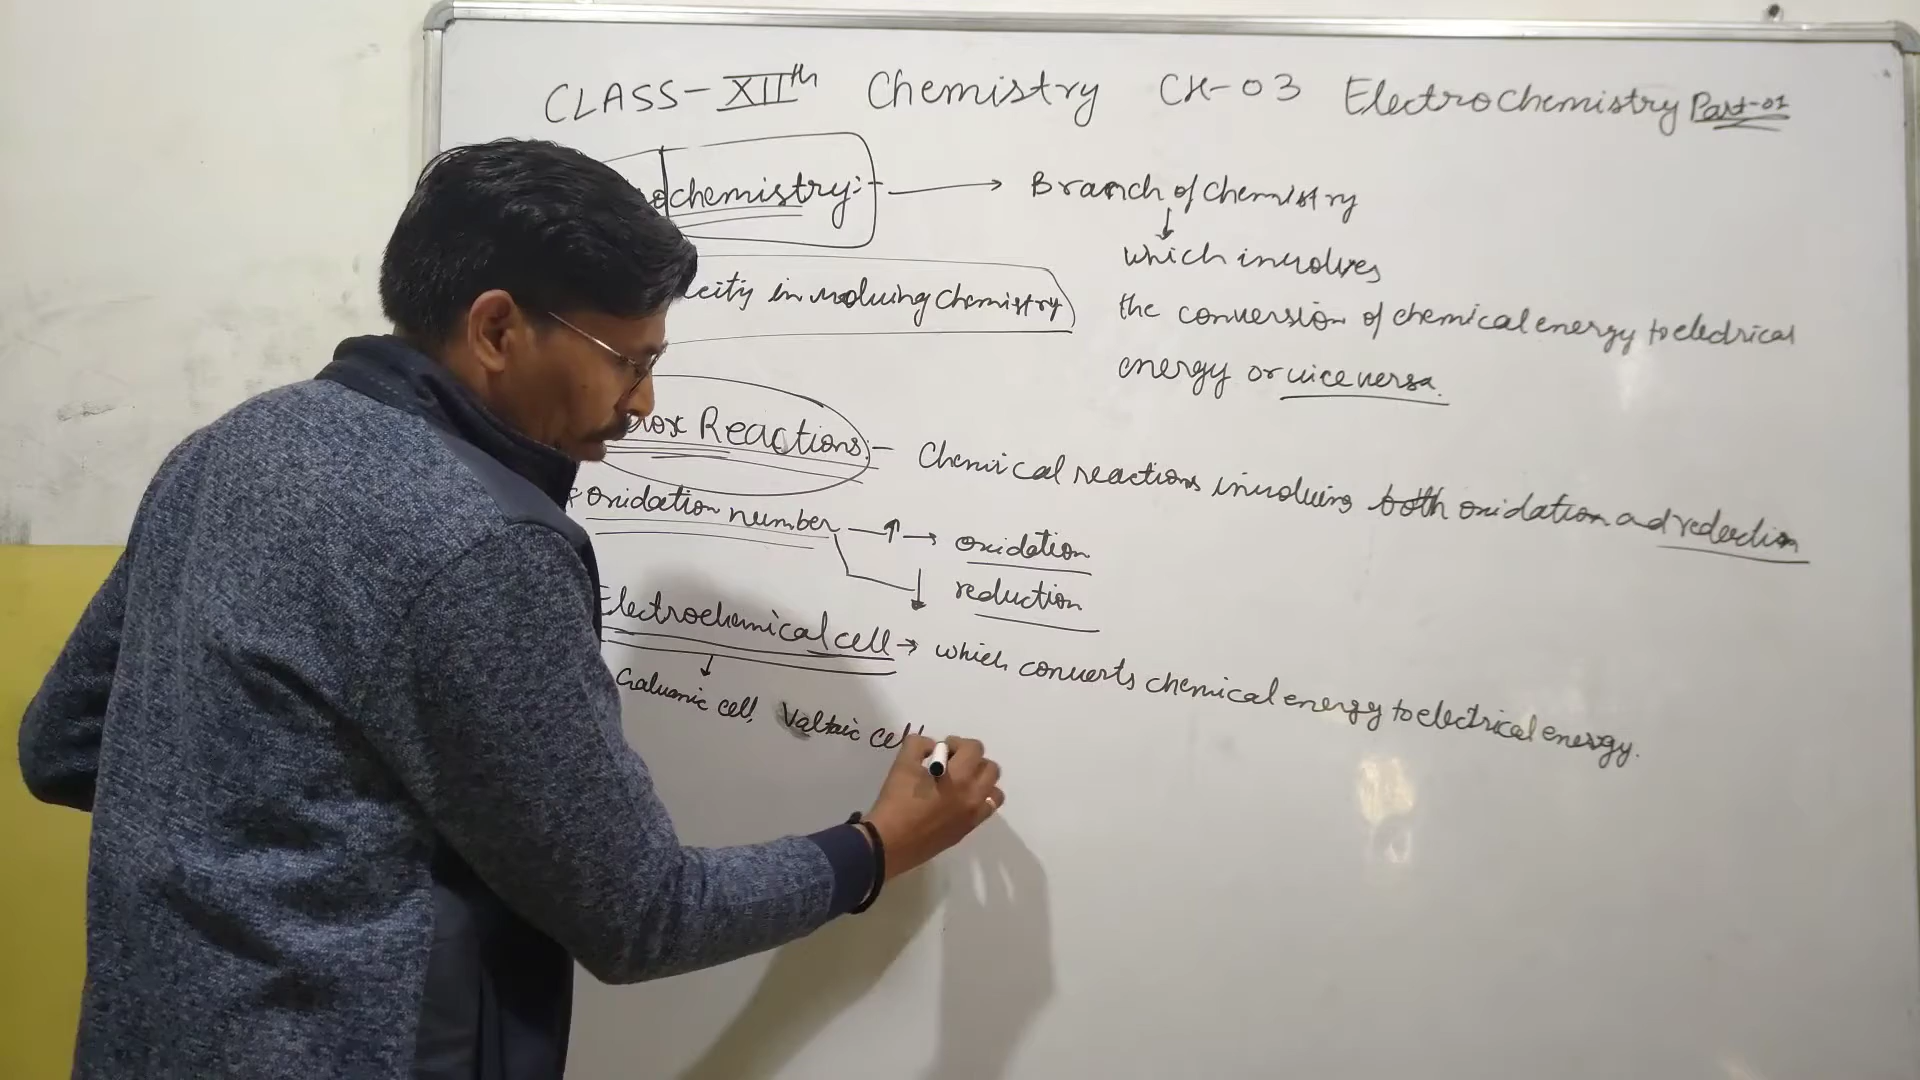 CLASS-XIIth Chemistry CH-03 Electrochemistry Part-01
ochemistry:- → Branch of chemistry
↓
which involves
city involving chemistry
the conversion of chemical energy to electrical
energy or vice versa.
dox Reactions:- Chemical reactions involving both oxidation and reduction
oxidation number —↑→ oxidation
↓ reduction
Electrochemical cell → which converts chemical energy to electrical energy.
↓
Galvanic cell, Voltaic cell